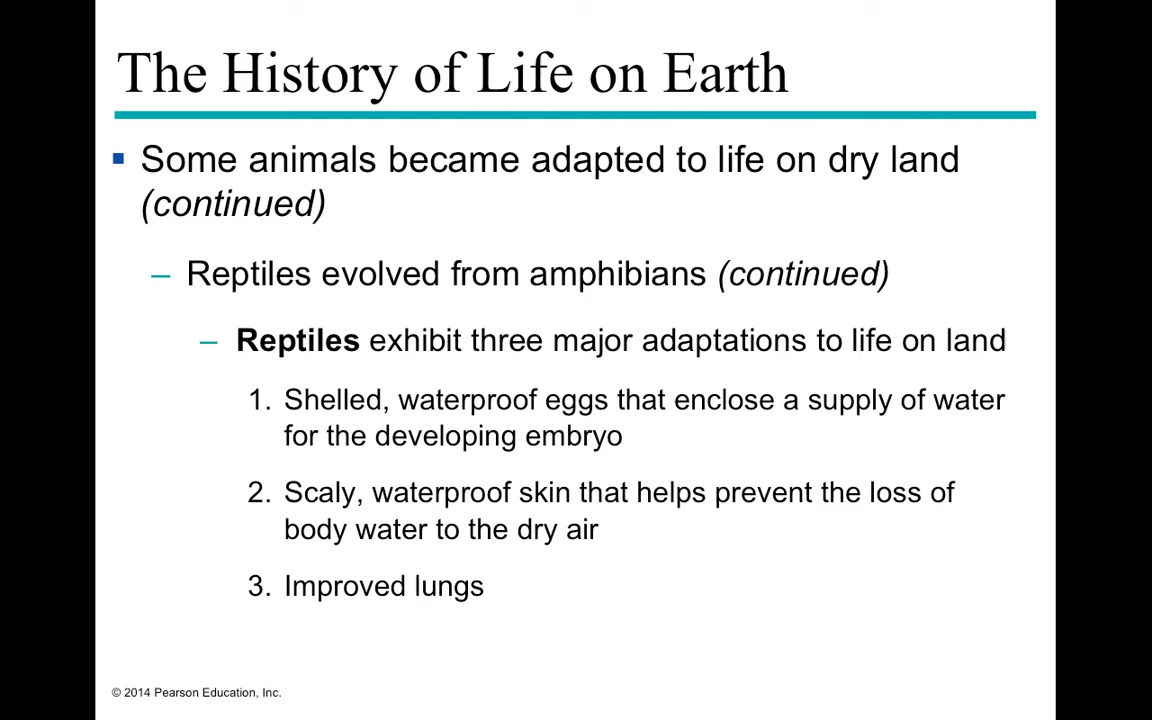 The History of Life on Earth
▪ Some animals became adapted to life on dry land
(continued)
– Reptiles evolved from amphibians (continued)
– Reptiles exhibit three major adaptations to life on land
1. Shelled, waterproof eggs that enclose a supply of water
for the developing embryo
2. Scaly, waterproof skin that helps prevent the loss of
body water to the dry air
3. Improved lungs
© 2014 Pearson Education, Inc.